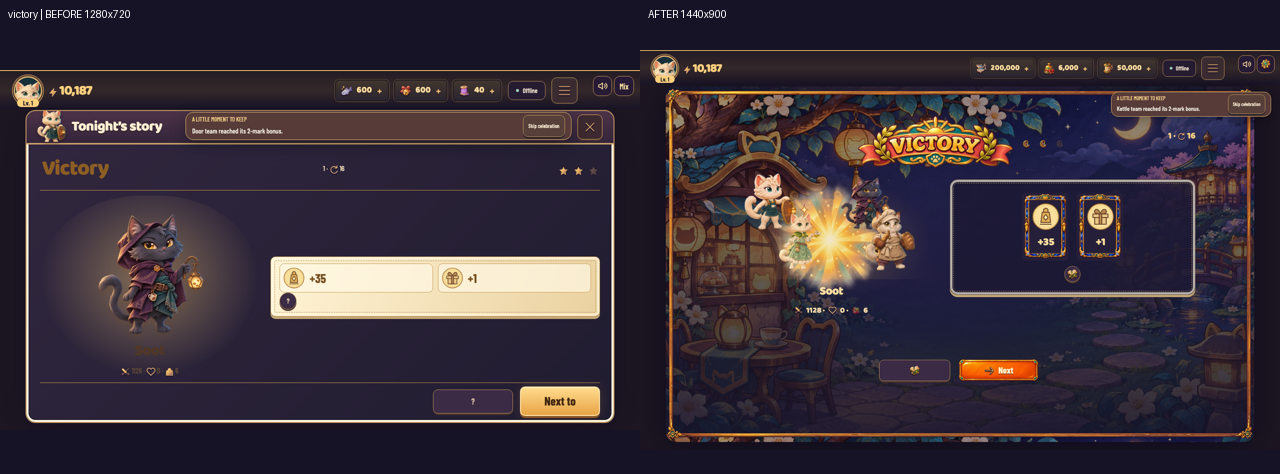 victory | BEFORE 1280x720
Lv. 1
10,187
600 +
600 +
40 +
Offline
Mix
Tonight's story
A LITTLE MOMENT TO KEEP
Door team reached its 2-mark bonus.
Skip celebration
Victory
1 · 16
+35
+1
?
1128 · 0 · 6
?
Next to
AFTER 1440x900
Lv. 1
10,187
200,000 +
6,000 +
50,000 +
Offline
A LITTLE MOMENT TO KEEP
Kettle team reached its 2-mark bonus.
Skip celebration
VICTORY
1 · 16
+35
+1
Soot
1128 · 0 · 6
Next